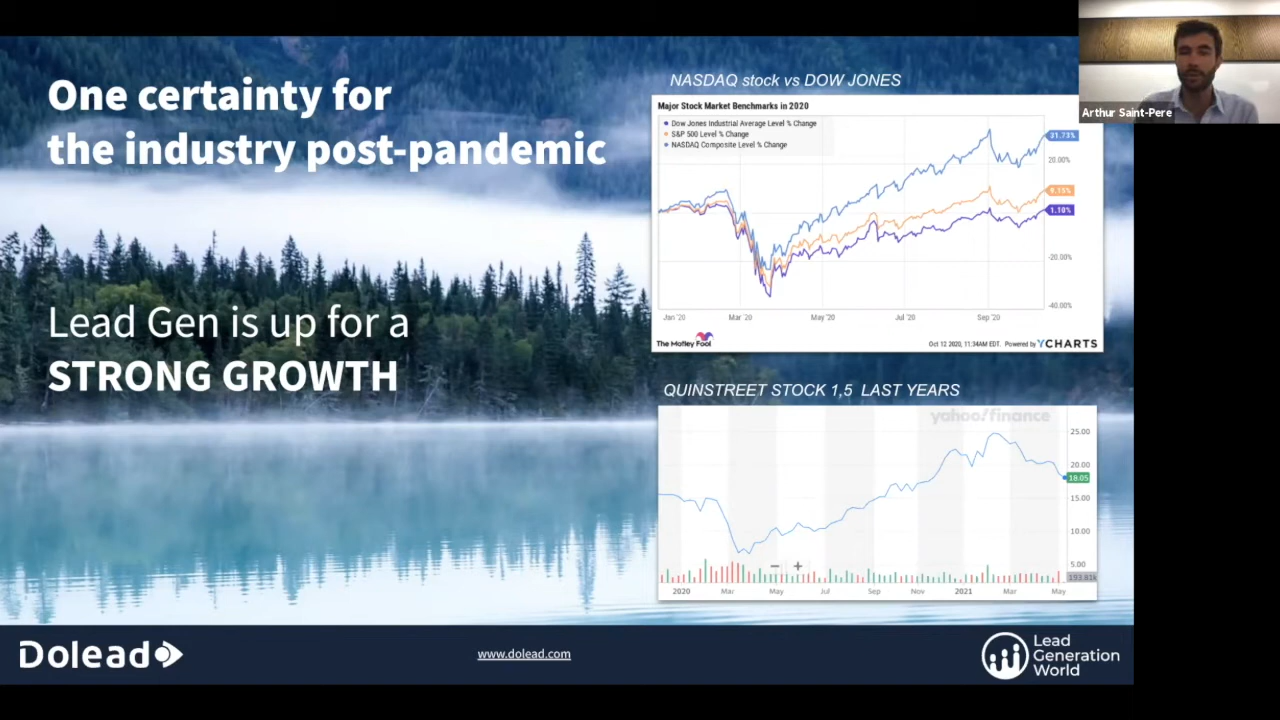 One certainty for
the industry post-pandemic
Lead Gen is up for a
STRONG GROWTH
NASDAQ stock vs DOW JONES
Major Stock Market Benchmarks in 2020
Dow Jones Industrial Average Level % Change
S&P 500 Level % Change
NASDAQ Composite Level % Change
31.73%
20.00%
1.10%
-20.00%
-40.00%
Jan '20 Mar '20 May '20 Jul '20 Sep '20
The Motley Fool
Oct 12 2020, 11:34AM EDT. Powered by YCHARTS
QUINSTREET STOCK 1,5 LAST YEARS
yahoo!finance
25.00
20.00
18.05
15.00
10.00
5.00
2020 Mar May Jul Sep Nov 2021 Mar May
Arthur Saint-Pere
Dolead
www.dolead.com
Lead
Generation
World